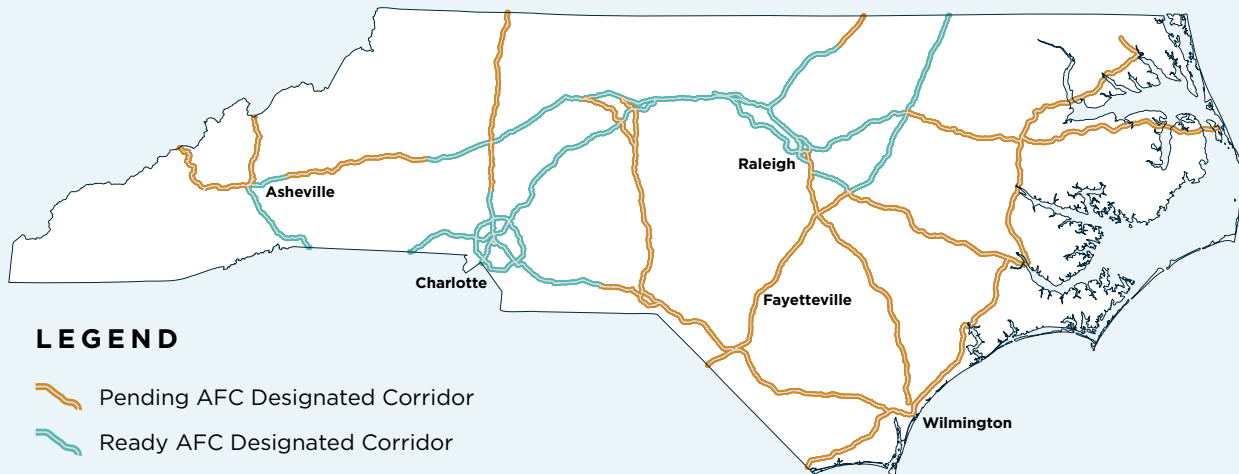 Raleigh
Asheville
Charlotte
Fayetteville
LEGEND
Pending AFC Designated Corridor
Wilmington
Ready AFC Designated Corridor